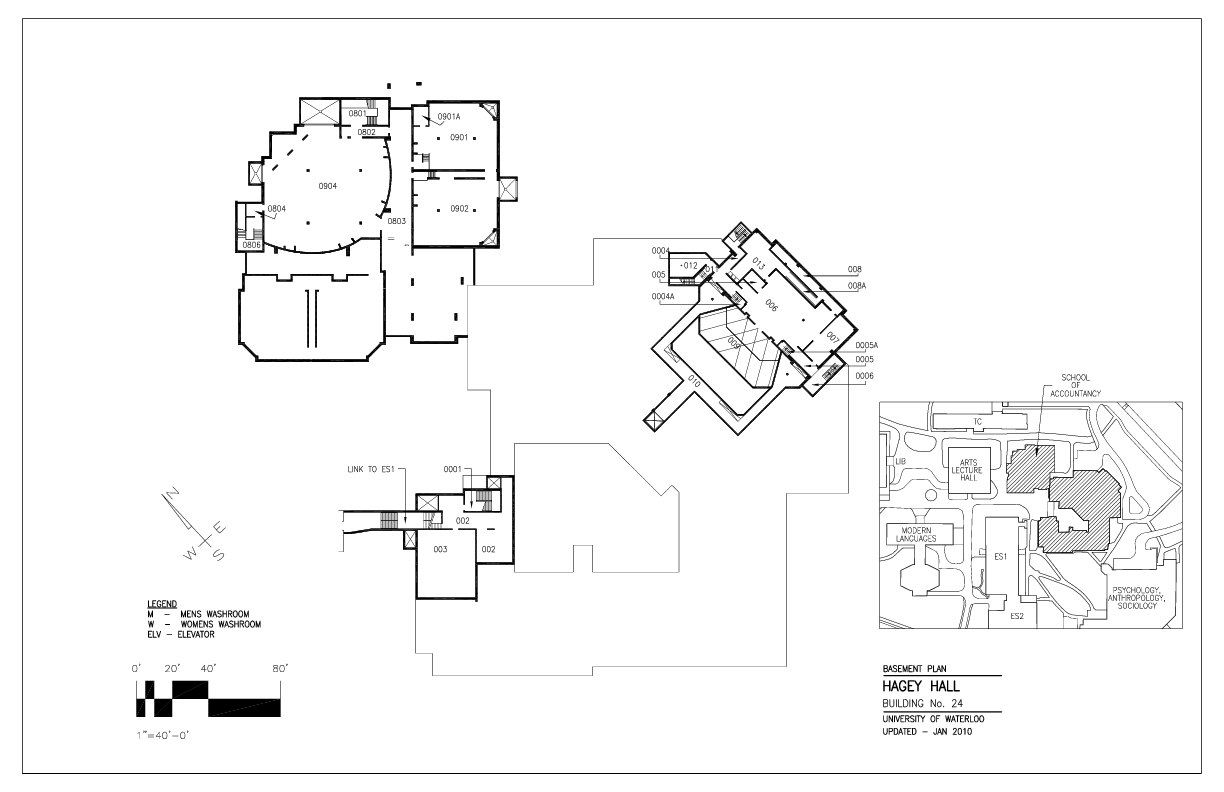 0801
0901A
0802
0901
0904
0804
0902
0803
0806
0004
012
01
013
008
005
008A
0004A
006
007
009
0005A
0005
010
0006
SCHOOL
OF
ACCOUNTANCY
TC
LIB
ARTS
LECTURE
HALL
MODERN
LANGUAGES
ES1
PSYCHOLOGY,
ANTHROPOLOGY,
SOCIOLOGY
ES2
LINK TO ES1
0001
002
003
002
N
E
W
S
LEGEND
M – MENS WASHROOM
W – WOMENS WASHROOM
ELV – ELEVATOR
0' 20' 40' 80'
1"=40'-0'
BASEMENT PLAN
HAGEY HALL
BUILDING No. 24
UNIVERSITY OF WATERLOO
UPDATED – JAN 2010